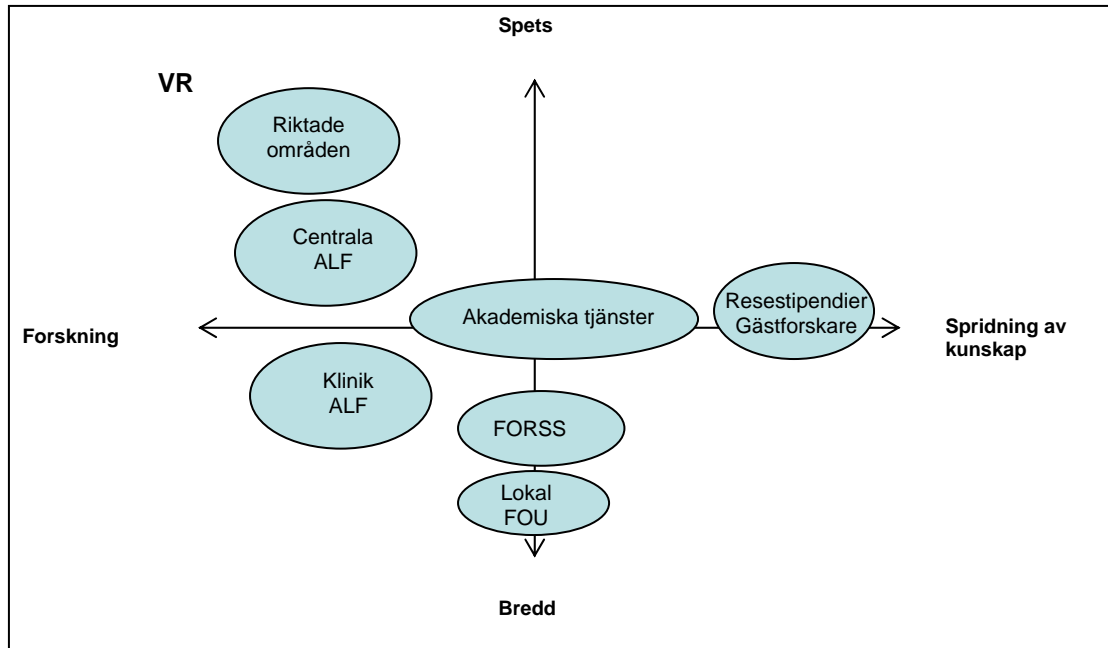 Spets
VR
Riktade
områden
Centrala
ALF
Akademiska tjänster
Resestipendier
Gästforskare
Forskning
Spridning av
kunskap
Klinik
ALF
FORSS
Lokal
FOU
Bredd